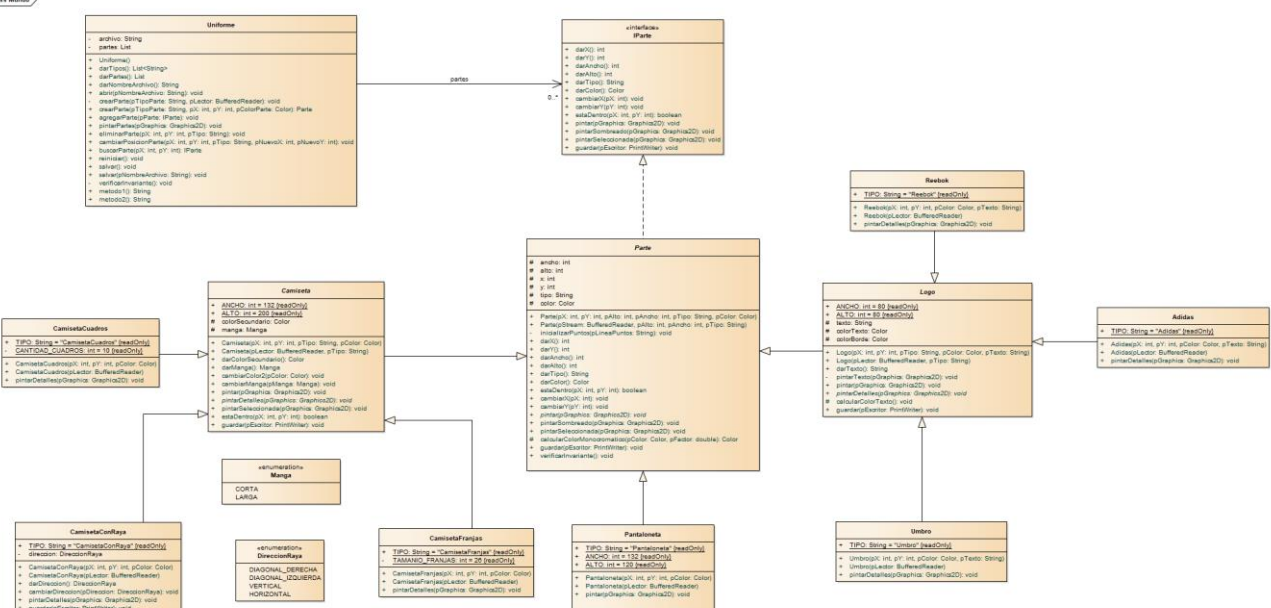 Uniforme
- archivo: String
- partes: List
+ Uniforme()
+ darTipos(): List<String>
+ darPartes(): List
+ darNombreArchivo(): String
+ abrir(pNombreArchivo: String): void
- crearParte(pTipoParte: String, pLector: BufferedReader): void
+ crearParte(pTipoParte: String, pX: int, pY: int, pColorParte: Color): Parte
+ agregarParte(pParte: IParte): void
+ pintarPartes(pGraphics: Graphics2D): void
+ eliminarParte(pX: int, pY: int, pTipo: String): void
+ cambiarPosicionParte(pX: int, pY: int, pTipo: String, pNuevoX: int, pNuevoY: int): void
+ buscarParte(pX: int, pY: int): IParte
+ reiniciar(): void
+ salvar(): void
+ salvar(pNombreArchivo: String): void
- verificarInvariante(): void
+ metodo1(): String
+ metodo2(): String
partes
0..*
«interface»
IParte
+ darX(): int
+ darY(): int
+ darAncho(): int
+ darAlto(): int
+ darTipo(): String
+ darColor(): Color
+ cambiarX(pX: int): void
+ cambiarY(pY: int): void
+ estaDentro(pX: int, pY: int): boolean
+ pintar(pGraphics: Graphics2D): void
+ pintarSombreado(pGraphics: Graphics2D): void
+ pintarSeleccionada(pGraphics: Graphics2D): void
+ guardar(pEscritor: PrintWriter): void
Reebok
+ TIPO: String = "Reebok" {readOnly}
+ Reebok(pX: int, pY: int, pColor: Color, pTexto: String)
+ Reebok(pLector: BufferedReader)
+ pintarDetalles(pGraphics: Graphics2D): void
Parte
# ancho: int
# alto: int
# x: int
# y: int
# tipo: String
# color: Color
+ Parte(pX: int, pY: int, pAlto: int, pAncho: int, pTipo: String, pColor: Color)
+ Parte(pStream: BufferedReader, pAlto: int, pAncho: int, pTipo: String)
- inicializarPuntos(pLineaPuntos: String): void
+ darX(): int
+ darY(): int
+ darAncho(): int
+ darAlto(): int
+ darTipo(): String
+ darColor(): Color
+ estaDentro(pX: int, pY: int): boolean
+ cambiarX(pX: int): void
+ cambiarY(pY: int): void
+ pintar(pGraphics: Graphics2D): void
+ pintarSombreado(pGraphics: Graphics2D): void
+ pintarSeleccionada(pGraphics: Graphics2D): void
# calcularColorMonocromatico(pColor: Color, pFactor: double): Color
+ guardar(pEscritor: PrintWriter): void
+ verificarInvariante(): void
Camiseta
+ ANCHO: int = 132 {readOnly}
+ ALTO: int = 200 {readOnly}
# colorSecundario: Color
# manga: Manga
+ Camiseta(pX: int, pY: int, pTipo: String, pColor: Color)
+ Camiseta(pLector: BufferedReader, pTipo: String)
+ darColorSecundario(): Color
+ darManga(): Manga
+ cambiarColor2(pColor: Color): void
+ cambiarManga(pManga: Manga): void
+ pintar(pGraphics: Graphics2D): void
+ pintarDetalles(pGraphics: Graphics2D): void
+ pintarSeleccionada(pGraphics: Graphics2D): void
+ estaDentro(pX: int, pY: int): boolean
+ guardar(pEscritor: PrintWriter): void
Logo
+ ANCHO: int = 80 {readOnly}
+ ALTO: int = 80 {readOnly}
# texto: String
# colorTexto: Color
# colorBorde: Color
+ Logo(pX: int, pY: int, pTipo: String, pColor: Color, pTexto: String)
+ Logo(pLector: BufferedReader, pTipo: String)
+ darTexto(): String
- pintarTexto(pGraphics: Graphics2D): void
+ pintar(pGraphics: Graphics2D): void
+ pintarDetalles(pGraphics: Graphics2D): void
# calcularColorTexto(): void
+ guardar(pEscritor: PrintWriter): void
Adidas
+ TIPO: String = "Adidas" {readOnly}
+ Adidas(pX: int, pY: int, pColor: Color, pTexto: String)
+ Adidas(pLector: BufferedReader)
+ pintarDetalles(pGraphics: Graphics2D): void
CamisetaCuadros
+ TIPO: String = "CamisetaCuadros" {readOnly}
- CANTIDAD_CUADROS: int = 10 {readOnly}
+ CamisetaCuadros(pX: int, pY: int, pColor: Color)
+ CamisetaCuadros(pLector: BufferedReader)
+ pintarDetalles(pGraphics: Graphics2D): void
«enumeration»
Manga
CORTA
LARGA
CamisetaConRaya
+ TIPO: String = "CamisetaConRaya" {readOnly}
- direccion: DireccionRaya
+ CamisetaConRaya(pX: int, pY: int, pColor: Color)
+ CamisetaConRaya(pLector: BufferedReader)
+ darDireccion(): DireccionRaya
+ cambiarDireccion(pDireccion: DireccionRaya): void
+ pintarDetalles(pGraphics: Graphics2D): void
«enumeration»
DireccionRaya
DIAGONAL_DERECHA
DIAGONAL_IZQUIERDA
VERTICAL
HORIZONTAL
CamisetaFranjas
+ TIPO: String = "CamisetaFranjas" {readOnly}
- TAMANIO_FRANJAS: int = 25 {readOnly}
+ CamisetaFranjas(pX: int, pY: int, pColor: Color)
+ CamisetaFranjas(pLector: BufferedReader)
+ pintarDetalles(pGraphics: Graphics2D): void
Pantaloneta
+ TIPO: String = "Pantaloneta" {readOnly}
+ ANCHO: int = 132 {readOnly}
+ ALTO: int = 120 {readOnly}
+ Pantaloneta(pX: int, pY: int, pColor: Color)
+ Pantaloneta(pLector: BufferedReader)
+ pintar(pGraphics: Graphics2D): void
Umbro
+ TIPO: String = "Umbro" {readOnly}
+ Umbro(pX: int, pY: int, pColor: Color, pTexto: String)
+ Umbro(pLector: BufferedReader)
+ pintarDetalles(pGraphics: Graphics2D): void